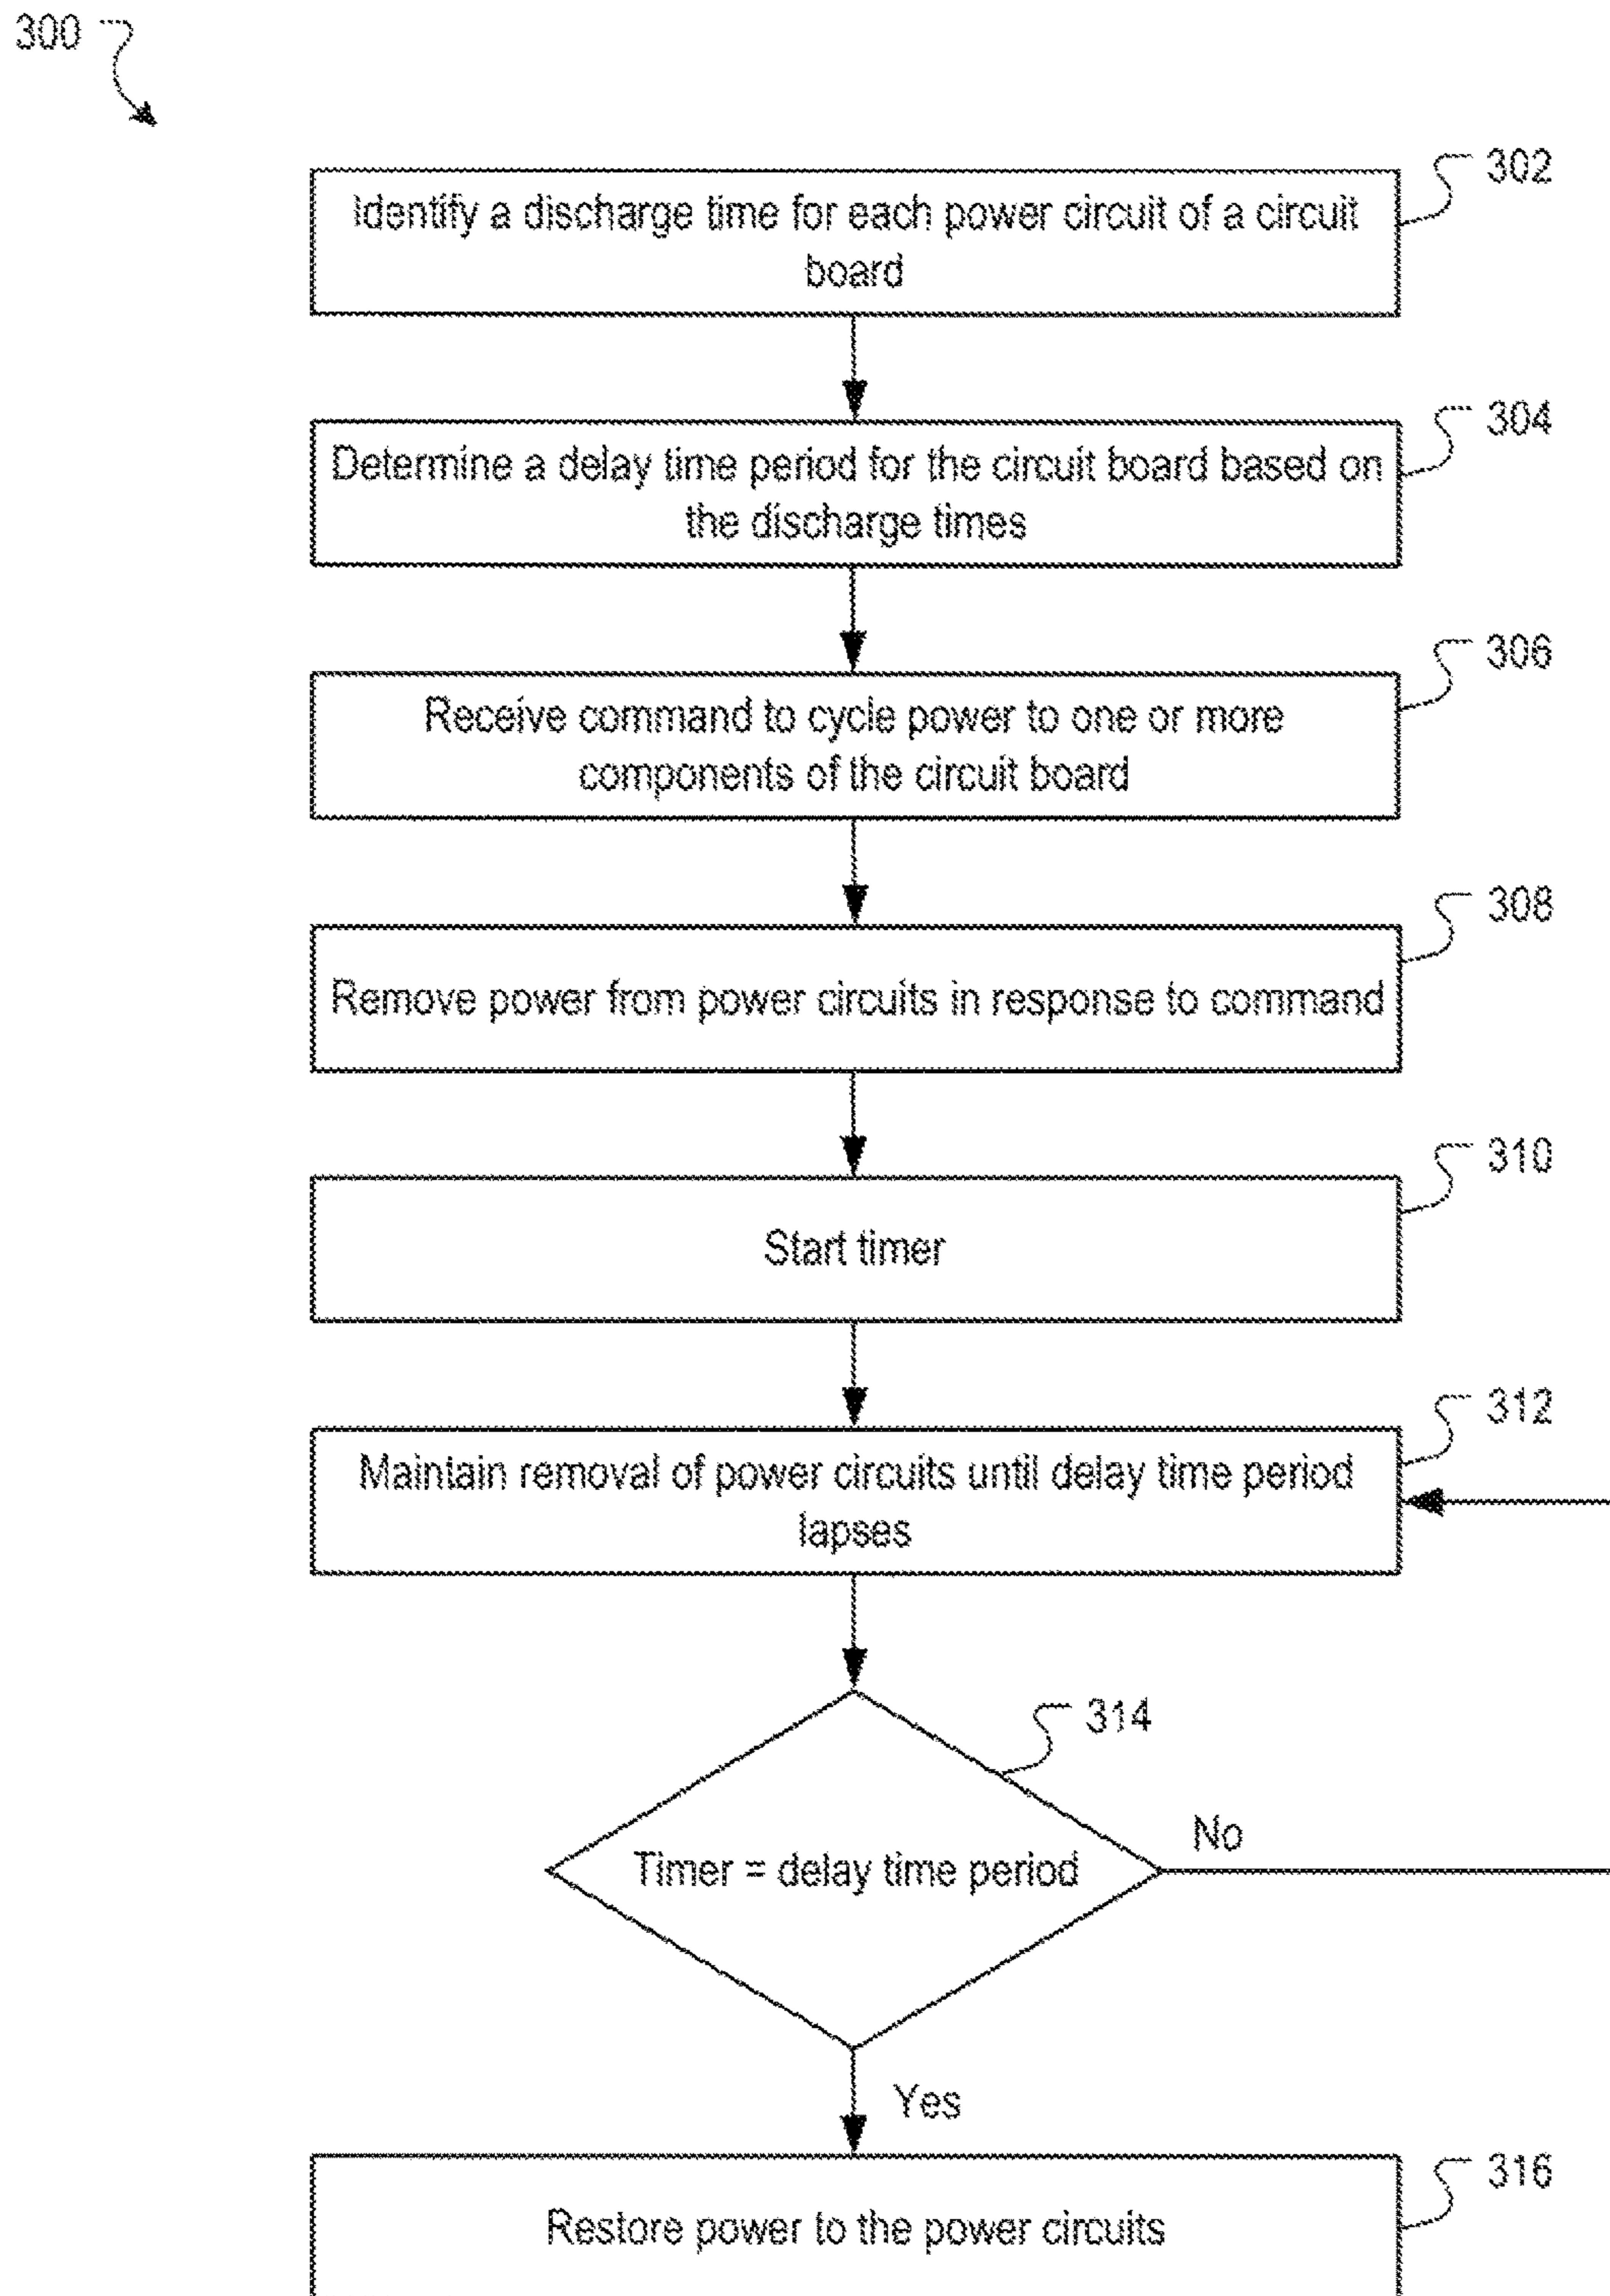 300
302
Identify a discharge time for each power circuit of a circuit
board
304
Determine a delay time period for the circuit board based on
the discharge times
306
Receive command to cycle power to one or more
components of the circuit board
308
Remove power from power circuits in response to command
310
Start timer
312
Maintain removal of power circuits until delay time period
lapses
314
Timer = delay time period
No
Yes
316
Restore power to the power circuits